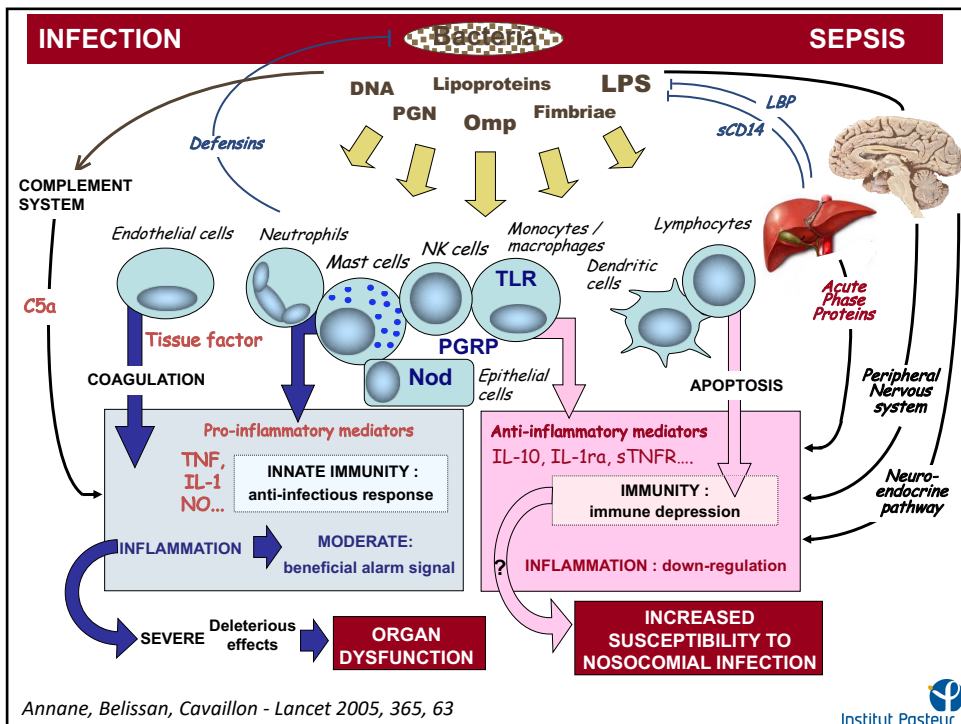 INFECTION
Bacteria
SEPSIS
DNA
Lipoproteins
LPS
PGN
Omp
Fimbriae
LBP
sCD14
Defensins
COMPLEMENT
SYSTEM
Endothelial cells
Neutrophils
Mast cells
NK cells
Monocytes /
macrophages
Lymphocytes
Dendritic
cells
TLR
C5a
Acute
Phase
Proteins
Tissue factor
PGRP
Nod
Epithelial
cells
COAGULATION
APOPTOSIS
Peripheral
Nervous
system
Pro-inflammatory mediators
TNF,
IL-1
NO...
INNATE IMMUNITY :
anti-infectious response
Anti-inflammatory mediators
IL-10, IL-1ra, sTNFR....
IMMUNITY :
immune depression
Neuro-
endocrine
pathway
INFLAMMATION
MODERATE:
beneficial alarm signal
?
INFLAMMATION : down-regulation
SEVERE
Deleterious
effects
ORGAN
DYSFUNCTION
INCREASED
SUSCEPTIBILITY TO
NOSOCOMIAL INFECTION
Annane, Belissan, Cavaillon - Lancet 2005, 365, 63
Institut Pasteur